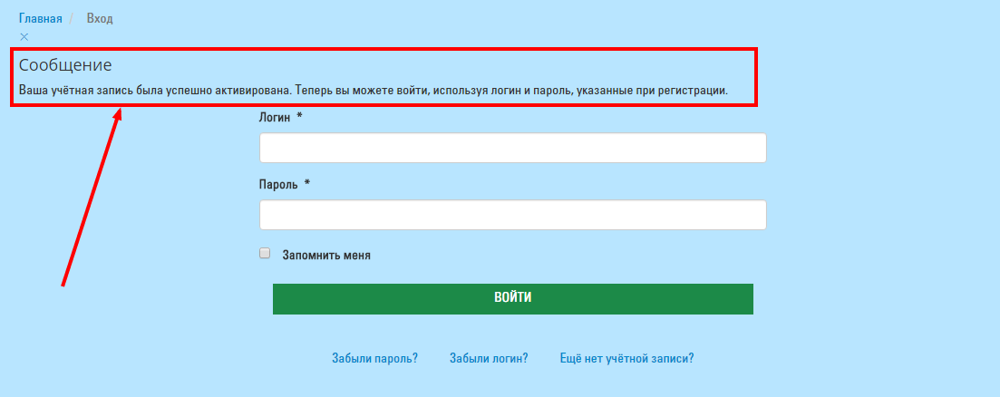 Главная / Вход
Сообщение
Ваша учётная запись была успешно активирована. Теперь вы можете войти, используя логин и пароль, указанные при регистрации.
Логин *
Пароль *
Запомнить меня
ВОЙТИ
Забыли пароль? Забыли логин? Ещё нет учётной записи?